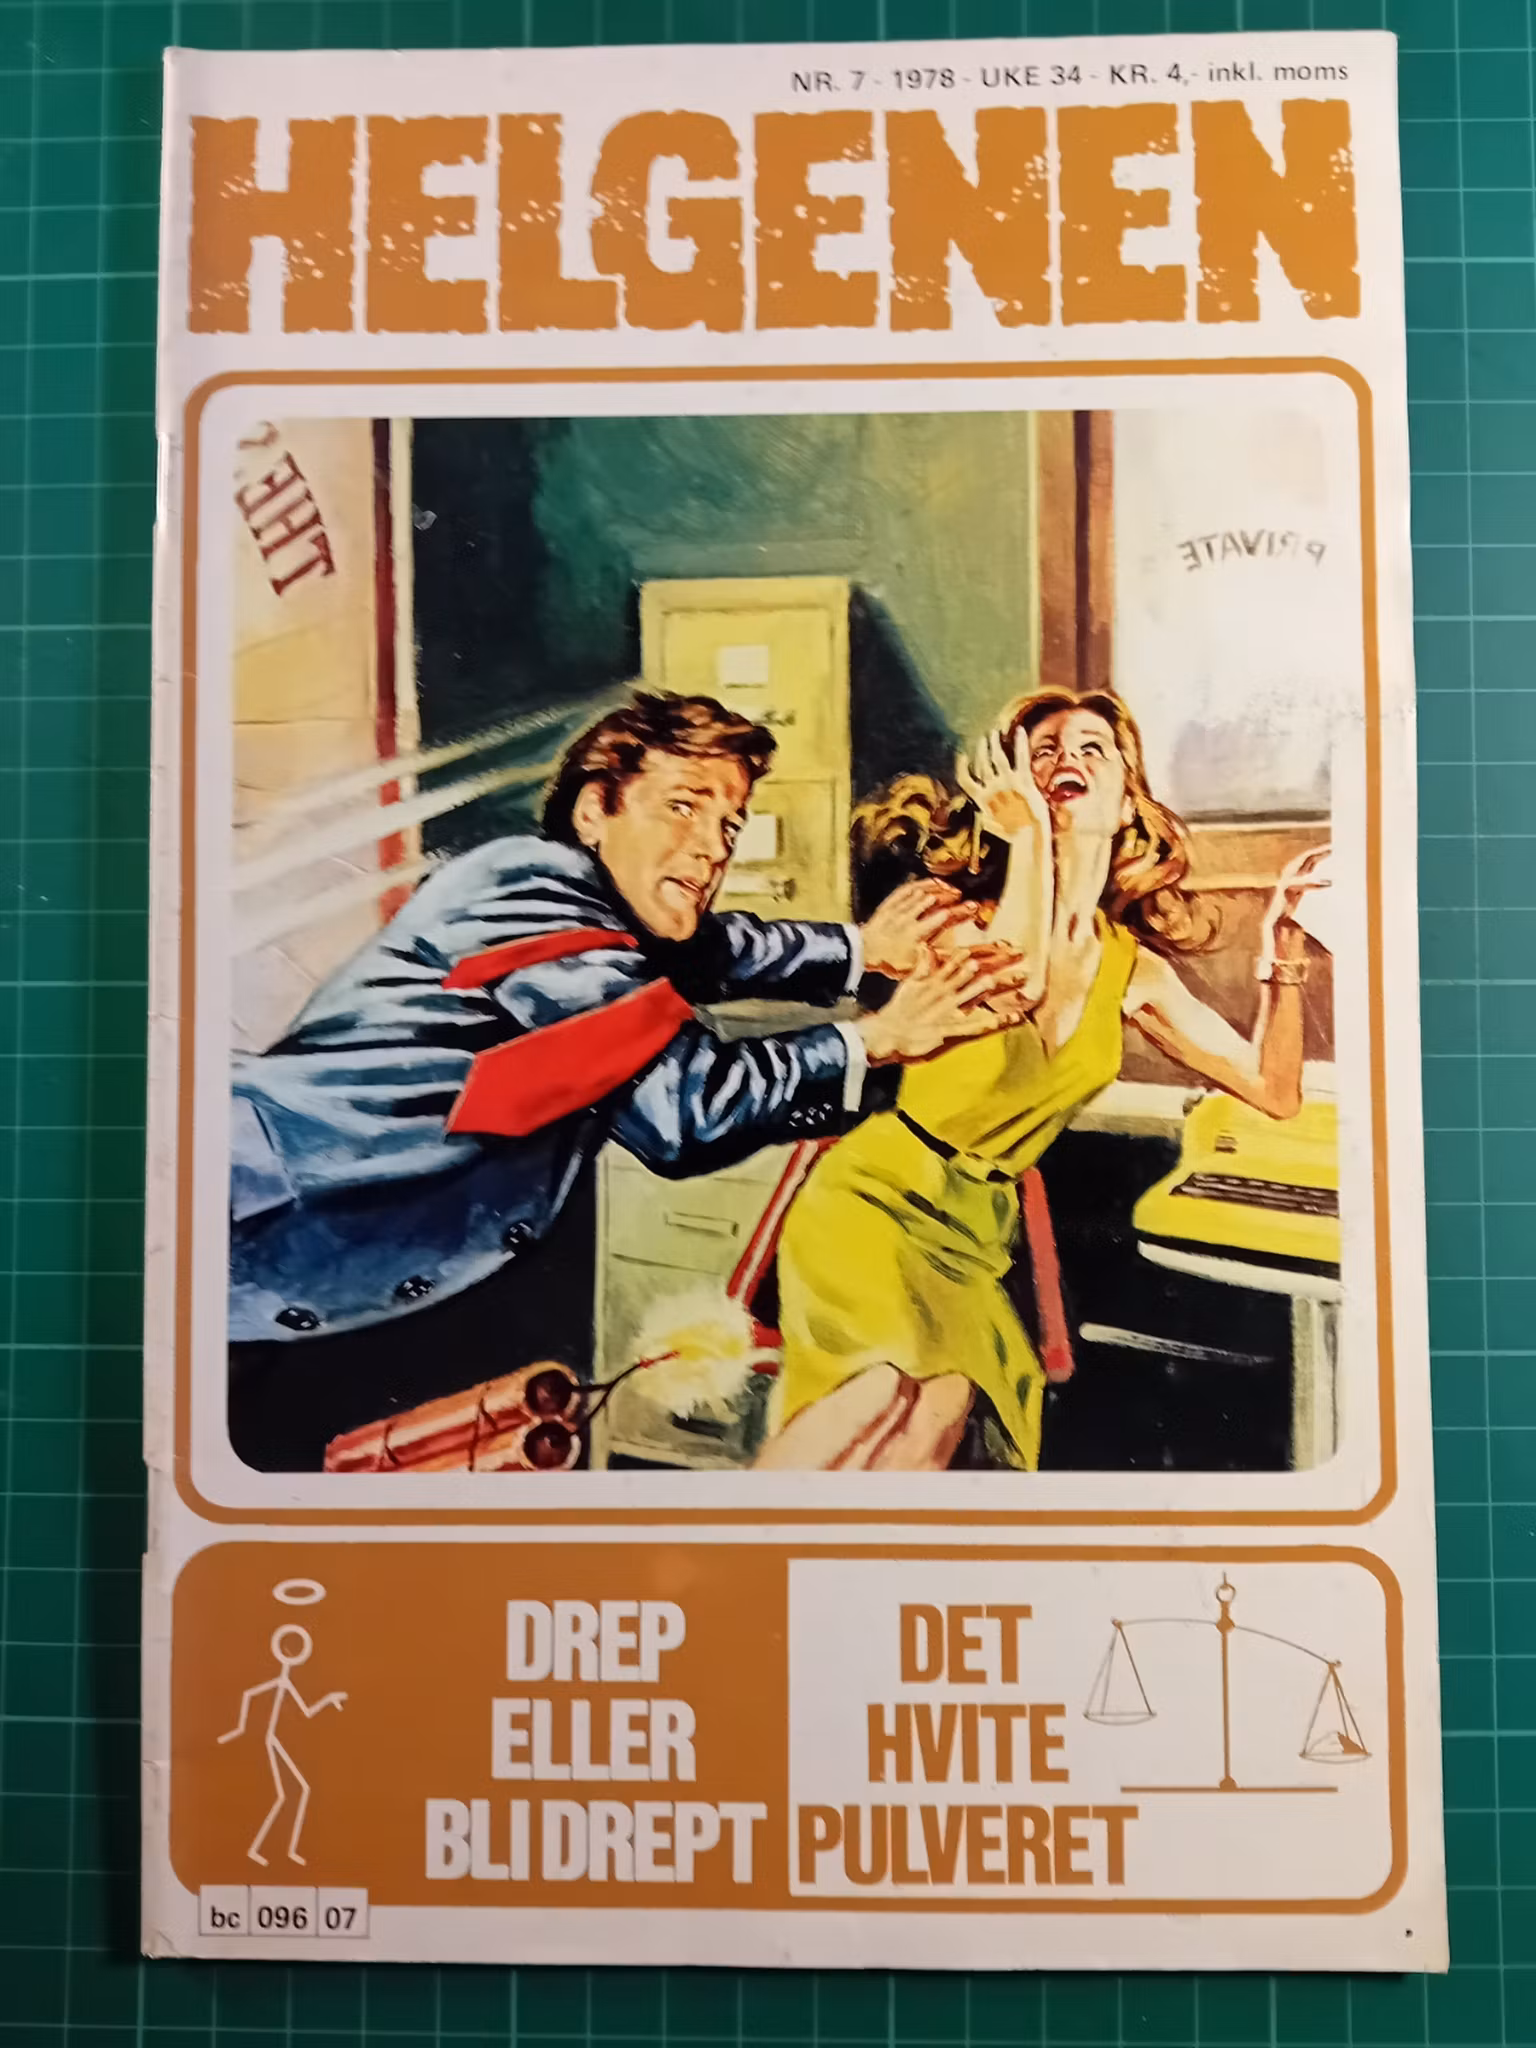 NR. 7 - 1978 - UKE 34 - KR. 4,- inkl. moms
HELGENEN
THE
PRIVATE
DREP
ELLER
BLI DREPT
DET
HVITE
PULVERET
bc 096 07